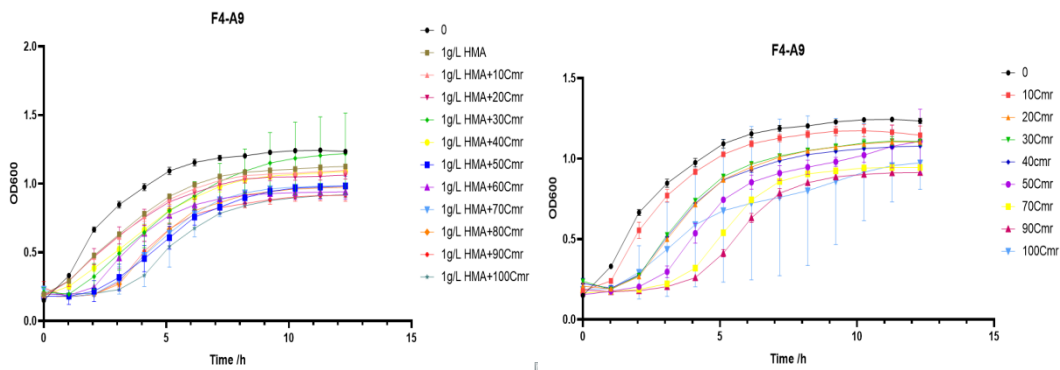 F4-A9
2.0
1.5
1.0
0.5
0.0
OD600
0
5
10
15
Time /h
0
1g/L HMA
1g/L HMA+10Cmr
1g/L HMA+20Cmr
1g/L HMA+30Cmr
1g/L HMA+40Cmr
1g/L HMA+50Cmr
1g/L HMA+60Cmr
1g/L HMA+70Cmr
1g/L HMA+80Cmr
1g/L HMA+90Cmr
1g/L HMA+100Cmr
F4-A9
1.5
1.0
0.5
0.0
OD600
0
5
10
15
Time /h
0
10Cmr
20Cmr
30Cmr
40cmr
50Cmr
70Cmr
90Cmr
100Cmr